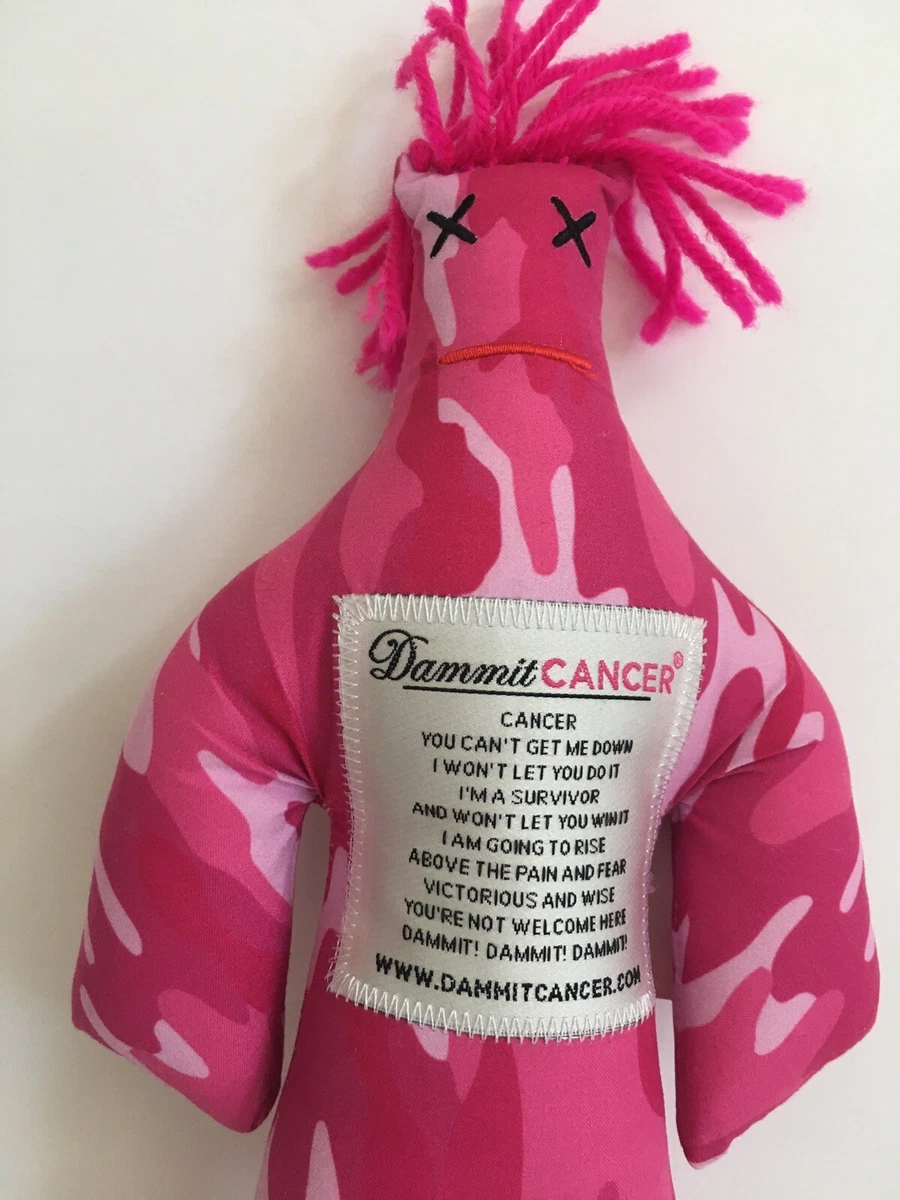 Dammit CANCER®
CANCER
YOU CAN'T GET ME DOWN
I WON'T LET YOU DO IT
I'M A SURVIVOR
AND WON'T LET YOU WIN IT
I AM GOING TO RISE
ABOVE THE PAIN AND FEAR
VICTORIOUS AND WISE
YOU'RE NOT WELCOME HERE
DAMMIT! DAMMIT! DAMMIT!
WWW.DAMMITCANCER.COM